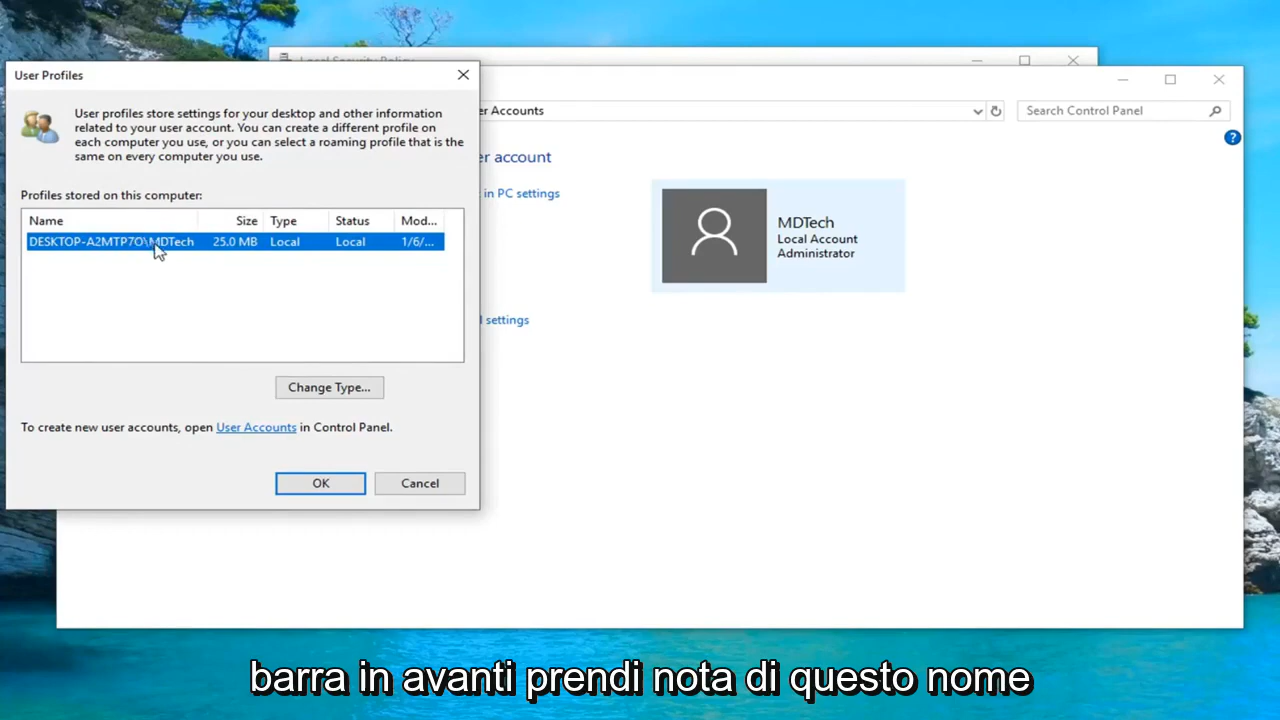 Local Security Policy
User Profiles
User profiles store settings for your desktop and other information
related to your user account. You can create a different profile on
each computer you use, or you can select a roaming profile that is the
same on every computer you use.
Profiles stored on this computer:
Name Size Type Status Mod...
DESKTOP-A2MTP7O\MDTech 25.0 MB Local Local 1/6/...
Change Type...
To create new user accounts, open User Accounts in Control Panel.
OK Cancel
er Accounts
Search Control Panel
er account
in PC settings
MDTech
Local Account
Administrator
settings
barra in avanti prendi nota di questo nome